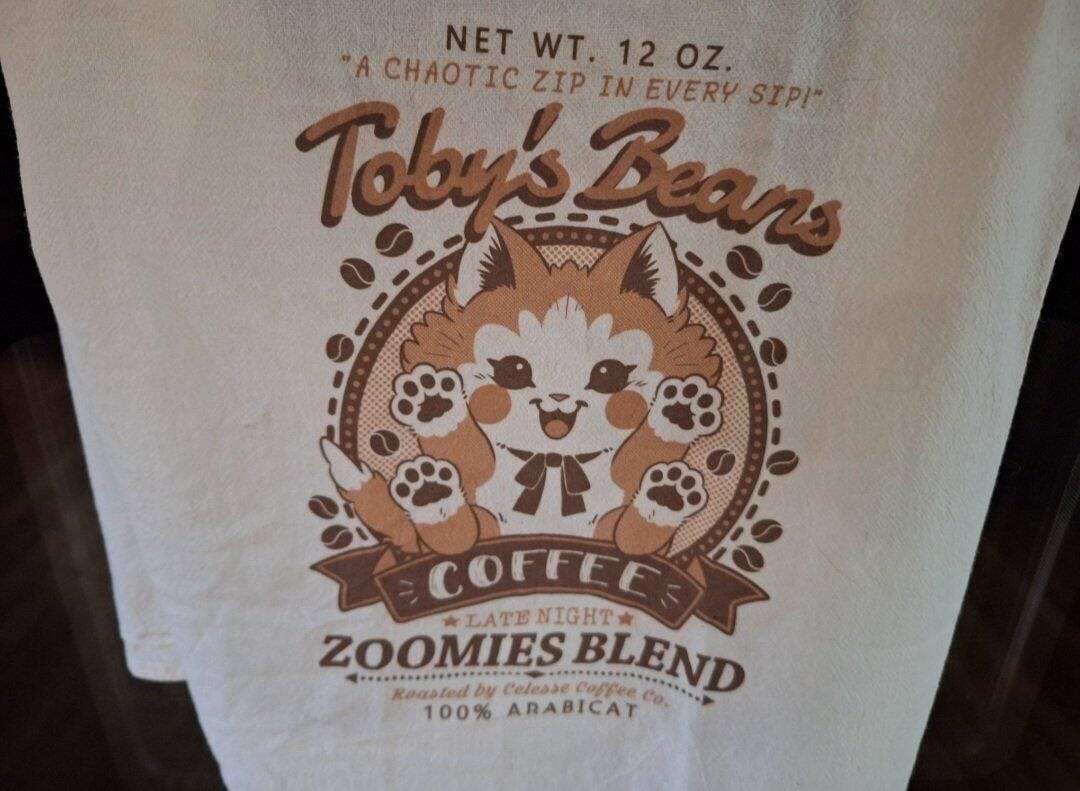 NET WT. 12 OZ.
"A CHAOTIC ZIP IN EVERY SIP!"
Toby's Beans
COFFEE
★LATE NIGHT★
ZOOMIES BLEND
Roasted by Celesse Coffee Co.
100% ARABICAT